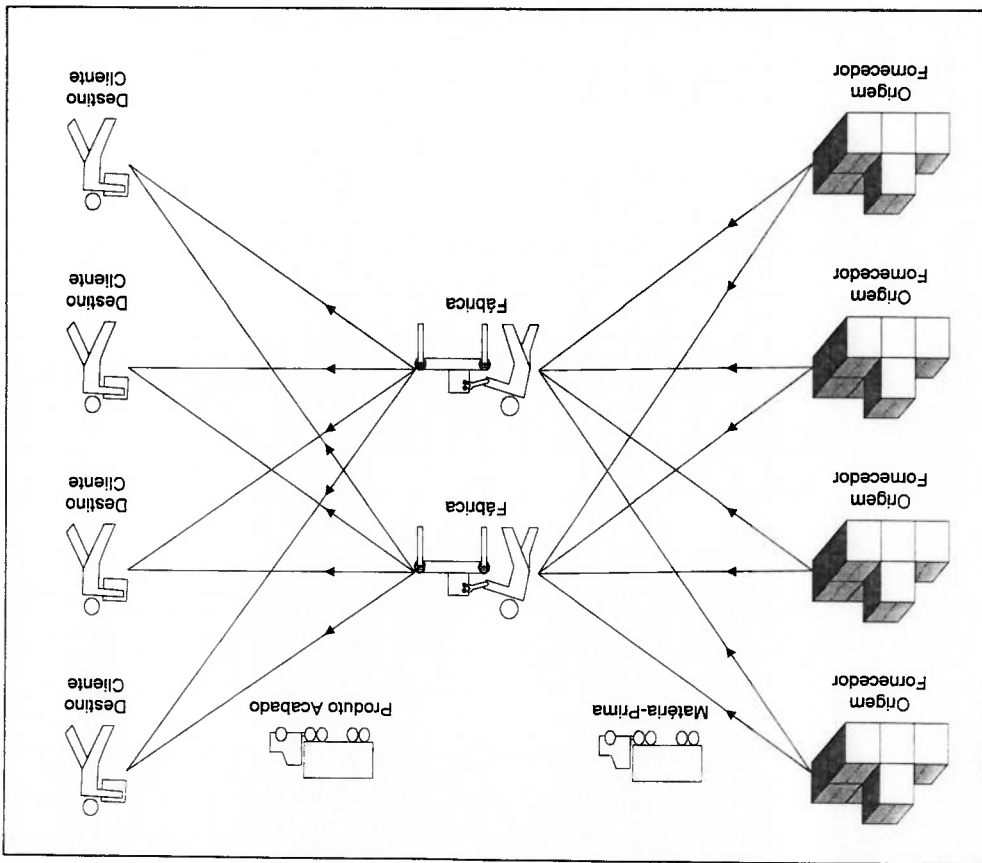 Matéria-Prima
Produto Acabado
Origem
Fornecedor
Destino
Cliente
Origem
Fornecedor
Fábrica
Destino
Cliente
Origem
Fornecedor
Fábrica
Destino
Cliente
Origem
Fornecedor
Destino
Cliente